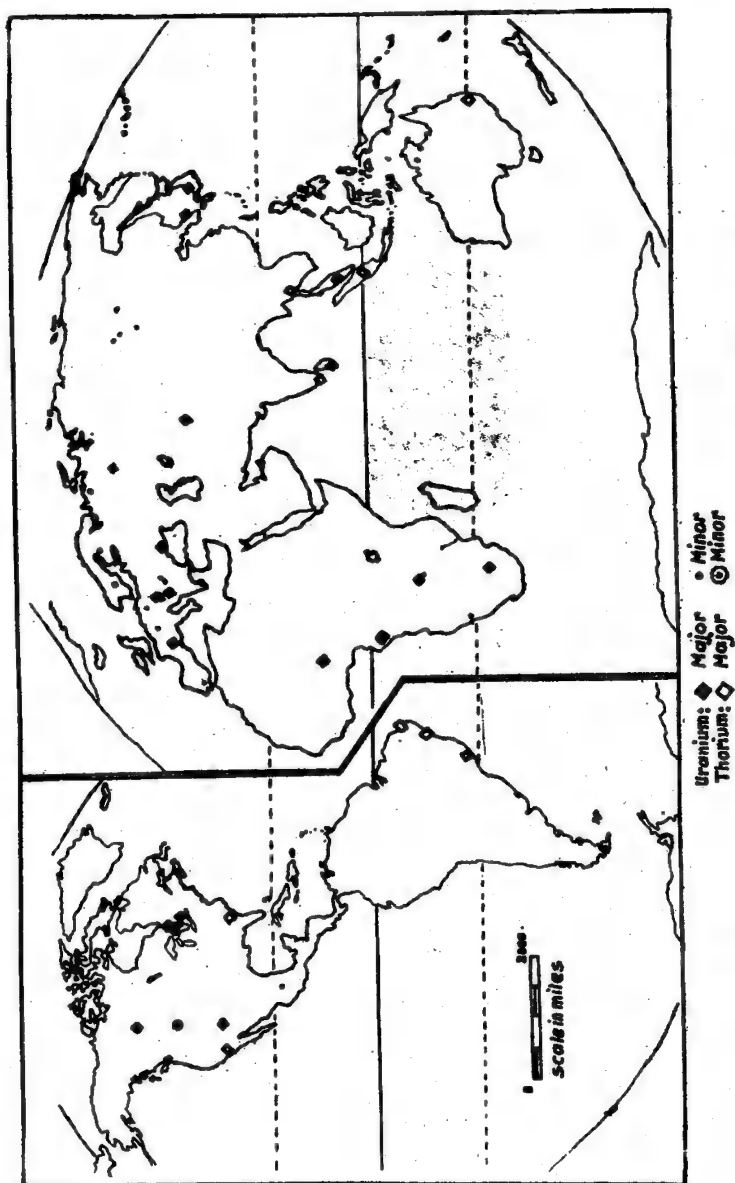 Uranium: ◆ Major • Minor
Thorium: ◇ Major ⊙ Minor
0 2000
scale in miles